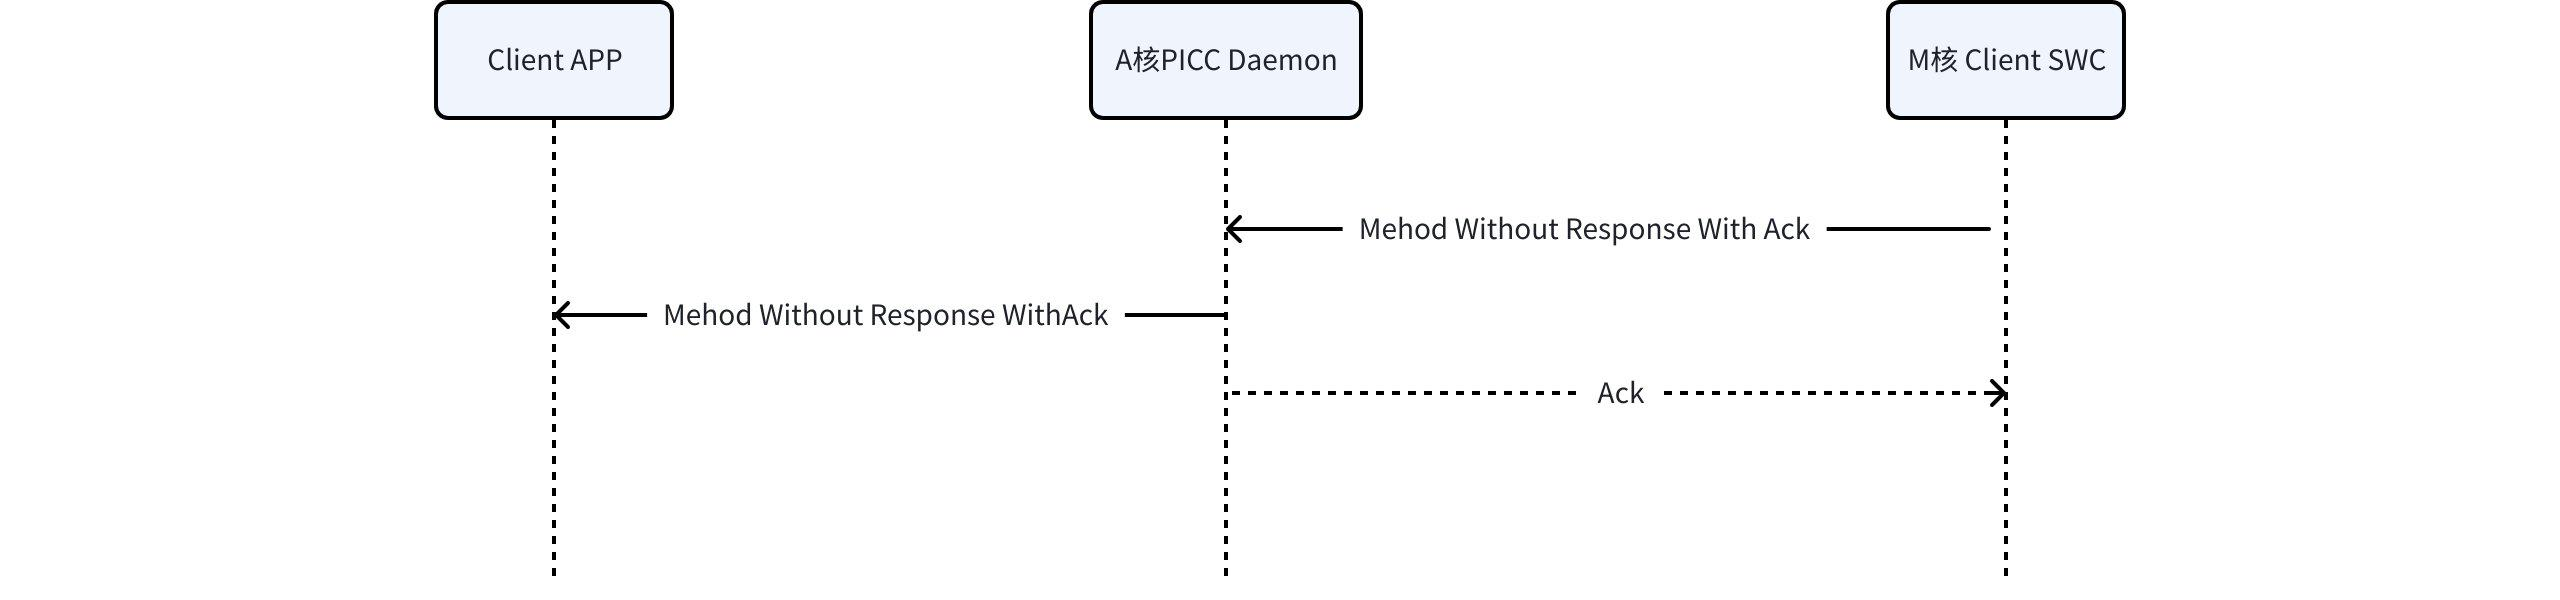 Client APP
A核PICC Daemon
M核 Client SWC
Mehod Without Response With Ack
Mehod Without Response WithAck
Ack